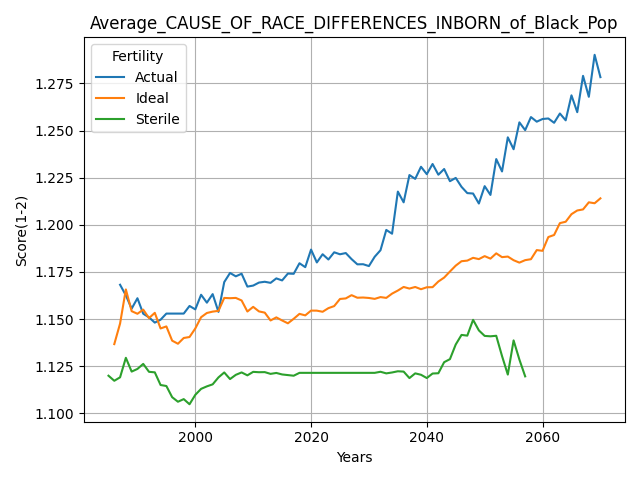 Average_CAUSE_OF_RACE_DIFFERENCES_INBORN_of_Black_Pop
Fertility
Actual
Ideal
Sterile
1.275
1.250
1.225
1.200
1.175
1.150
1.125
1.100
Score(1-2)
2000 2020 2040 2060
Years